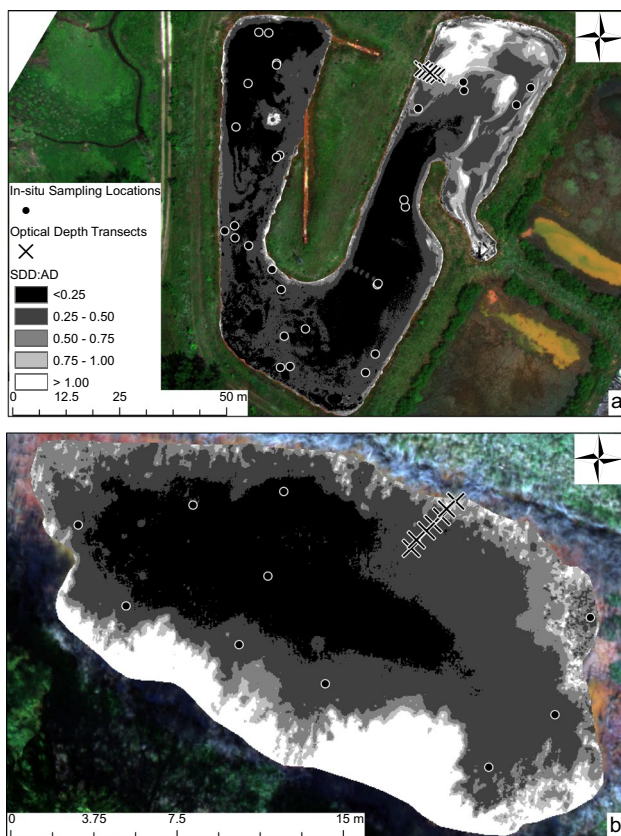 In-situ Sampling Locations
Optical Depth Transects
SDD:AD
<0.25
0.25 - 0.50
0.50 - 0.75
0.75 - 1.00
> 1.00
0 12.5 25 50 m
a
0 3.75 7.5 15 m
b